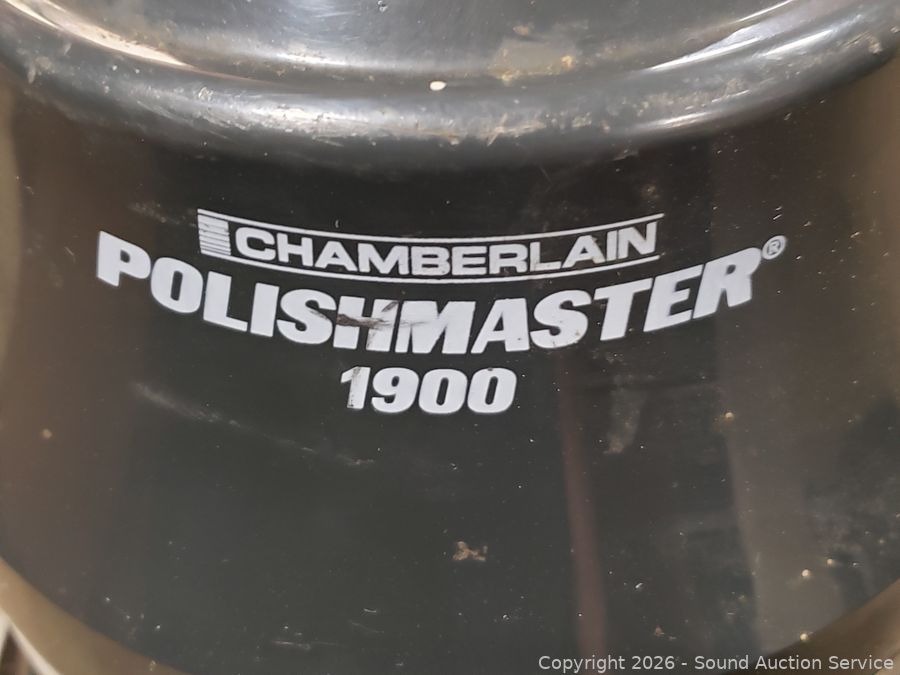 CHAMBERLAIN
POLISHMASTER®
1900
Copyright 2026 - Sound Auction Service